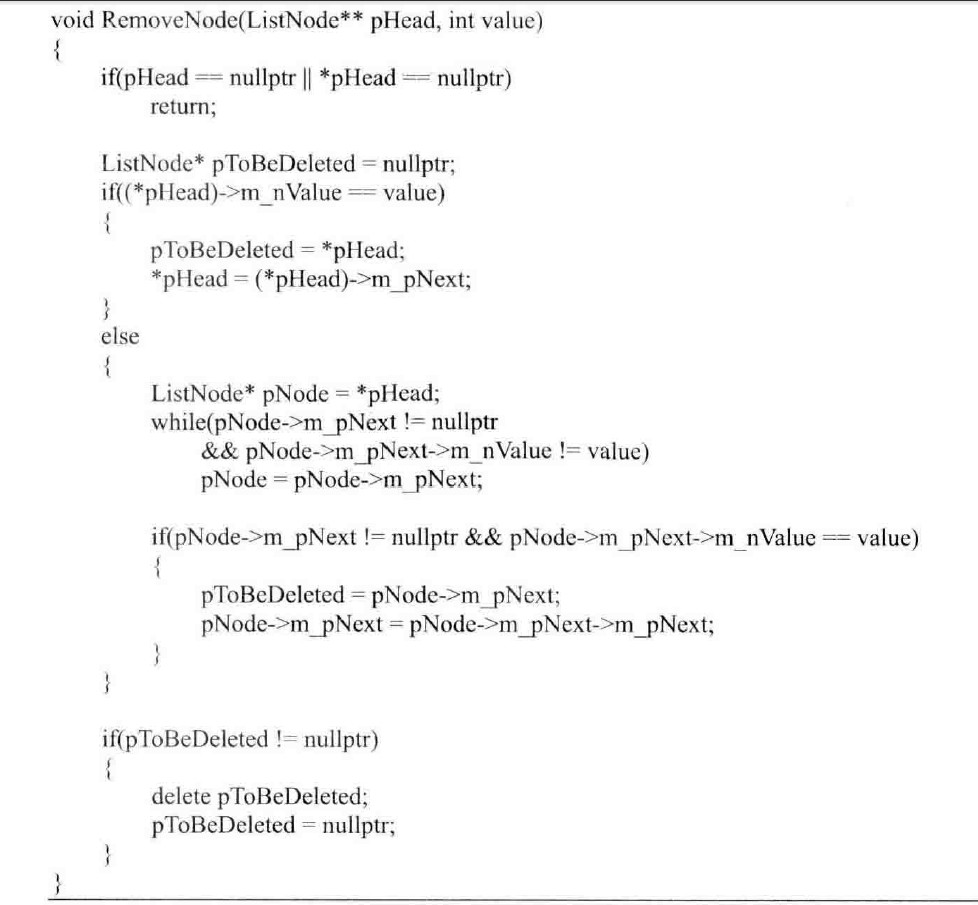 void RemoveNode(ListNode** pHead, int value)
{
if(pHead == nullptr || *pHead == nullptr)
return;
ListNode* pToBeDeleted = nullptr;
if((*pHead)->m_nValue == value)
{
pToBeDeleted = *pHead;
*pHead = (*pHead)->m_pNext;
}
else
{
ListNode* pNode = *pHead;
while(pNode->m_pNext != nullptr
&& pNode->m_pNext->m_nValue != value)
pNode = pNode->m_pNext;
if(pNode->m_pNext != nullptr && pNode->m_pNext->m_nValue == value)
{
pToBeDeleted = pNode->m_pNext;
pNode->m_pNext = pNode->m_pNext->m_pNext;
}
}
if(pToBeDeleted != nullptr)
{
delete pToBeDeleted;
pToBeDeleted = nullptr;
}
}